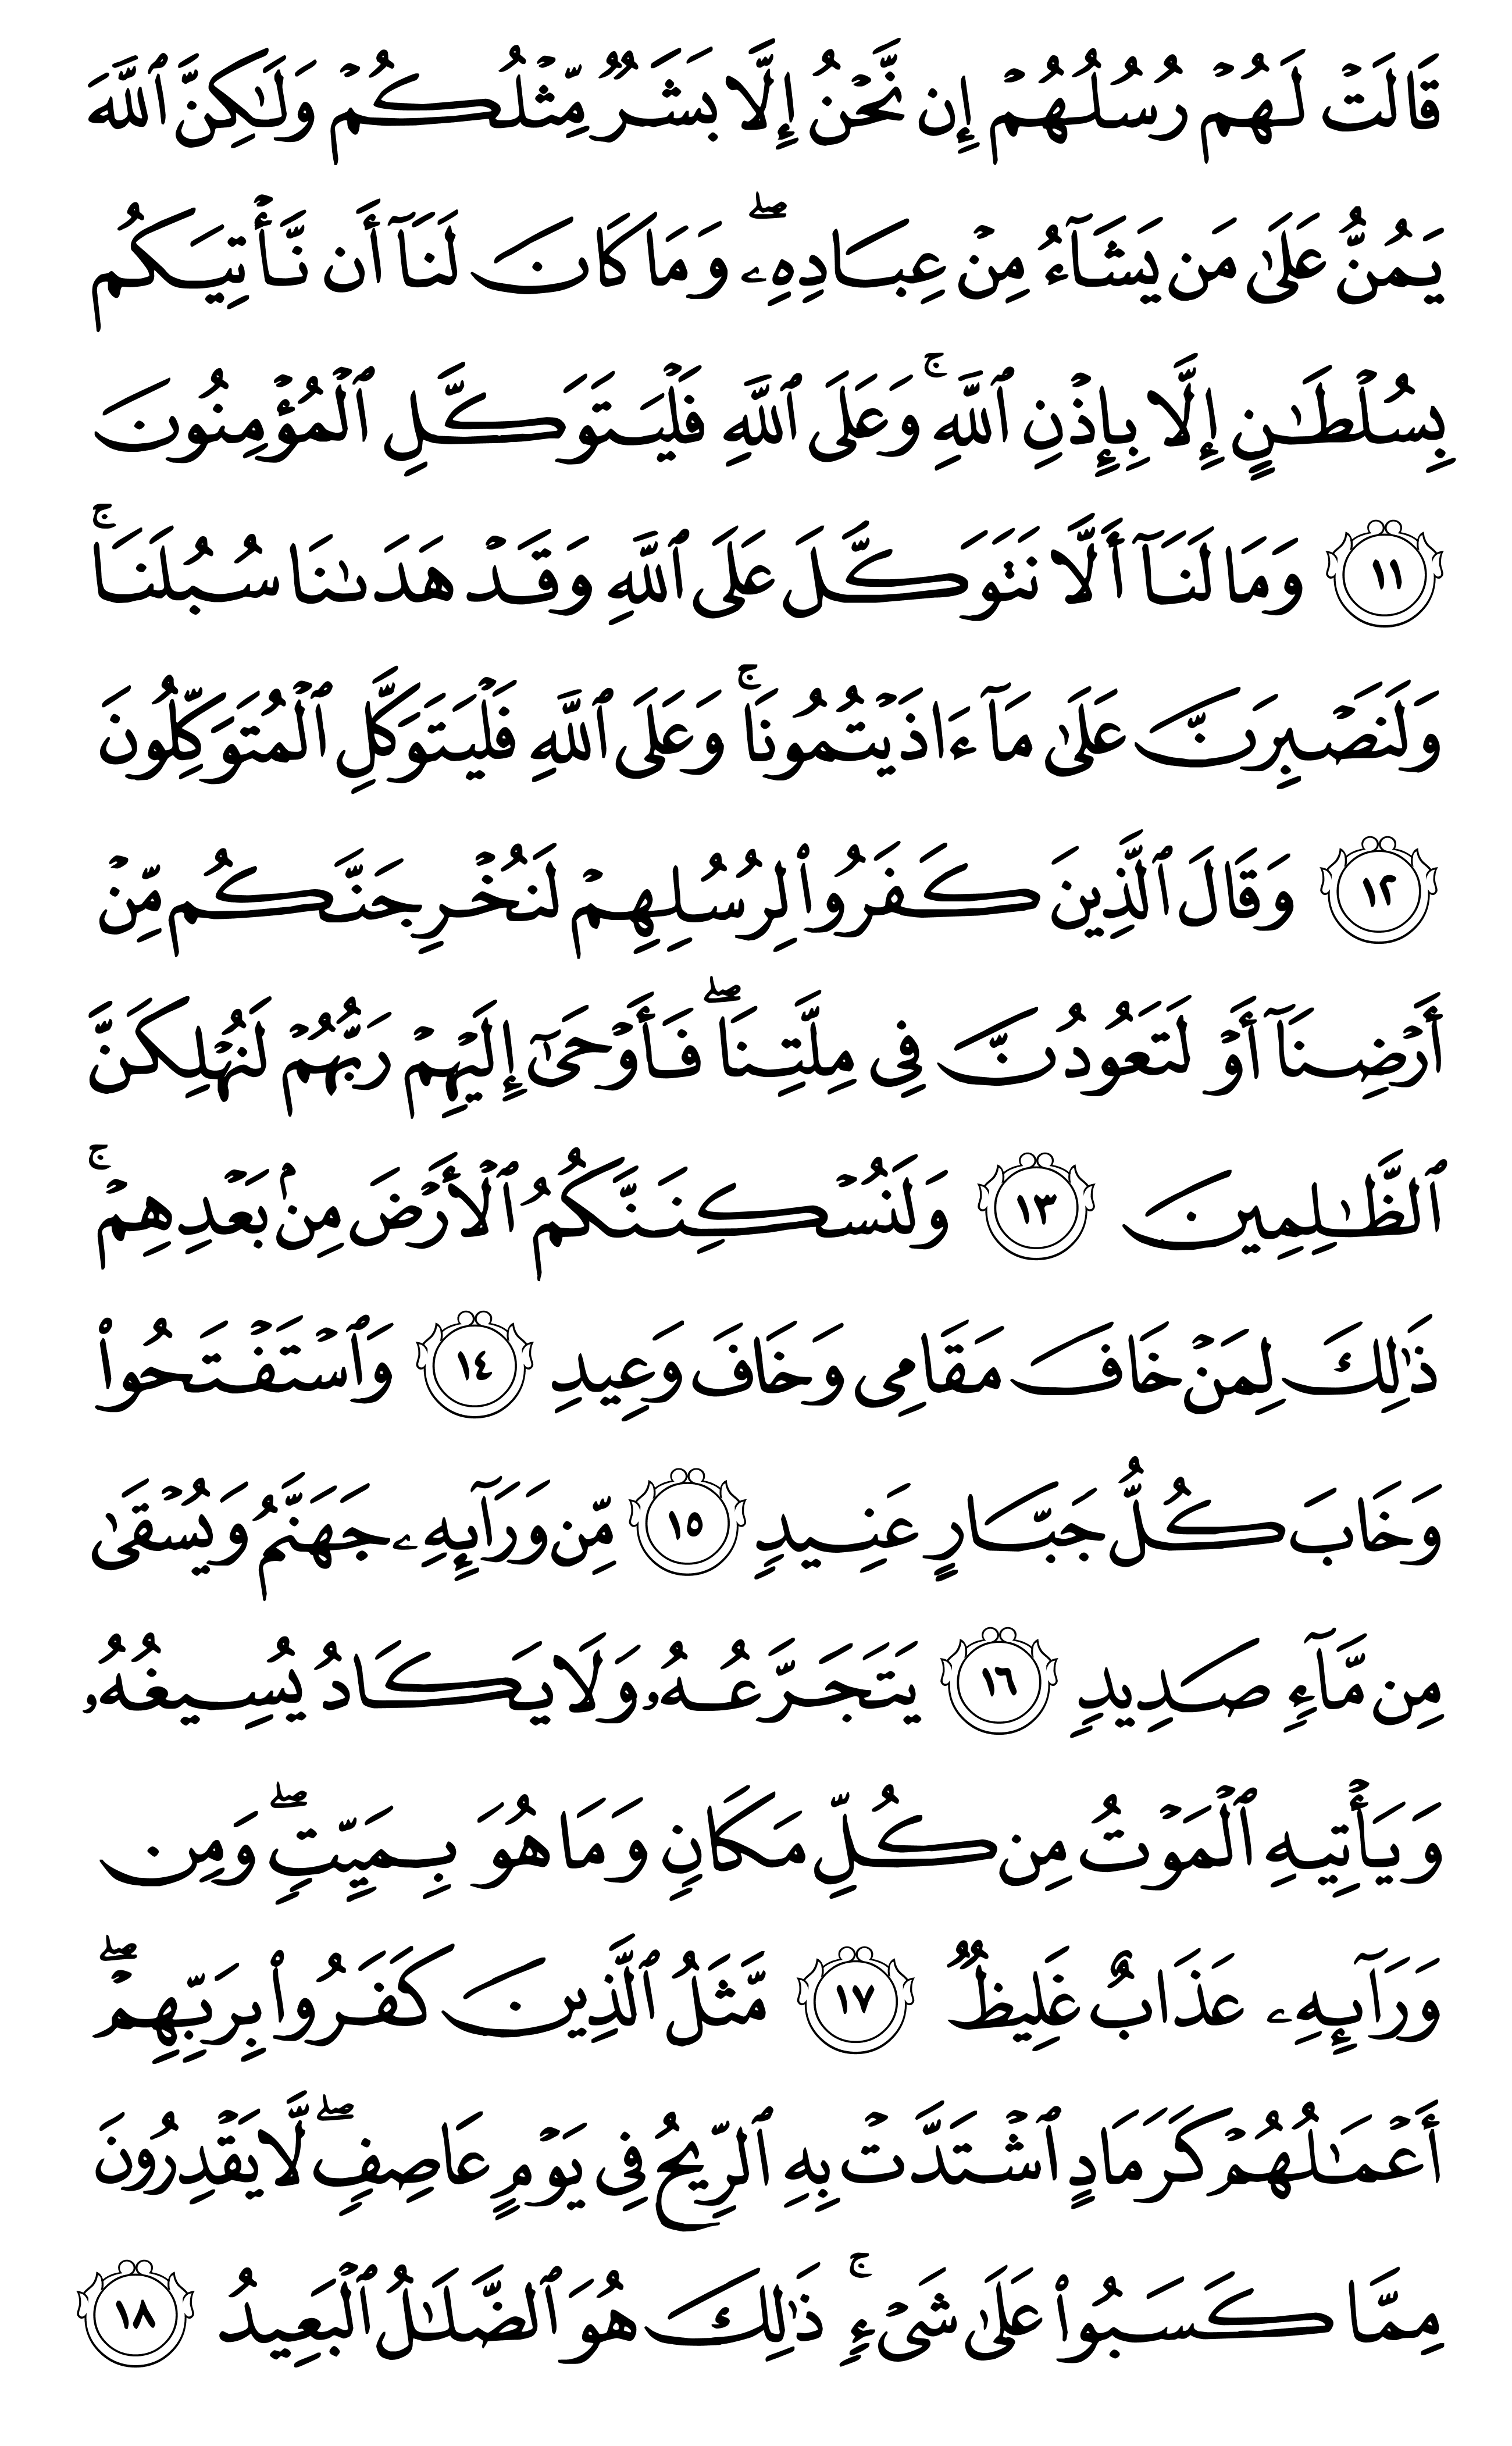 قَالَتْ لَهُمْ رُسُلُهُمْ إِن نَّحْنُ إِلَّا بَشَرٌ مِّثْلُكُمْ وَلَـٰكِنَّ ٱللَّهَ
يَمُنُّ عَلَىٰ مَن يَشَآءُ مِنْ عِبَادِهِۦ ۖ وَمَا كَانَ لَنَآ أَن نَّأْتِيَكُم
بِسُلْطَـٰنٍ إِلَّا بِإِذْنِ ٱللَّهِ ۚ وَعَلَى ٱللَّهِ فَلْيَتَوَكَّلِ ٱلْمُؤْمِنُونَ
١١ وَمَا لَنَآ أَلَّا نَتَوَكَّلَ عَلَى ٱللَّهِ وَقَدْ هَدَىٰنَا سُبُلَنَا ۚ
وَلَنَصْبِرَنَّ عَلَىٰ مَآ ءَاذَيْتُمُونَا ۚ وَعَلَى ٱللَّهِ فَلْيَتَوَكَّلِ ٱلْمُتَوَكِّلُونَ
١٢ وَقَالَ ٱلَّذِينَ كَفَرُوا۟ لِرُسُلِهِمْ لَنُخْرِجَنَّكُم مِّنْ
أَرْضِنَآ أَوْ لَتَعُودُنَّ فِى مِلَّتِنَا ۖ فَأَوْحَىٰٓ إِلَيْهِمْ رَبُّهُمْ لَنُهْلِكَنَّ
ٱلظَّـٰلِمِينَ ١٣ وَلَنُسْكِنَنَّكُمُ ٱلْأَرْضَ مِنۢ بَعْدِهِمْ ۚ
ذَٰلِكَ لِمَنْ خَافَ مَقَامِى وَخَافَ وَعِيدِ ١٤ وَٱسْتَفْتَحُوا۟
وَخَابَ كُلُّ جَبَّارٍ عَنِيدٍ ١٥ مِّن وَرَآئِهِۦ جَهَنَّمُ وَيُسْقَىٰ
مِن مَّآءٍ صَدِيدٍ ١٦ يَتَجَرَّعُهُۥ وَلَا يَكَادُ يُسِيغُهُۥ
وَيَأْتِيهِ ٱلْمَوْتُ مِن كُلِّ مَكَانٍ وَمَا هُوَ بِمَيِّتٍ ۖ وَمِن
وَرَآئِهِۦ عَذَابٌ غَلِيظٌ ١٧ مَّثَلُ ٱلَّذِينَ كَفَرُوا۟ بِرَبِّهِمْ ۖ
أَعْمَـٰلُهُمْ كَرَمَادٍ ٱشْتَدَّتْ بِهِ ٱلرِّيحُ فِى يَوْمٍ عَاصِفٍ ۖ لَّا يَقْدِرُونَ
مِمَّا كَسَبُوا۟ عَلَىٰ شَىْءٍ ۚ ذَٰلِكَ هُوَ ٱلضَّلَـٰلُ ٱلْبَعِيدُ ١٨